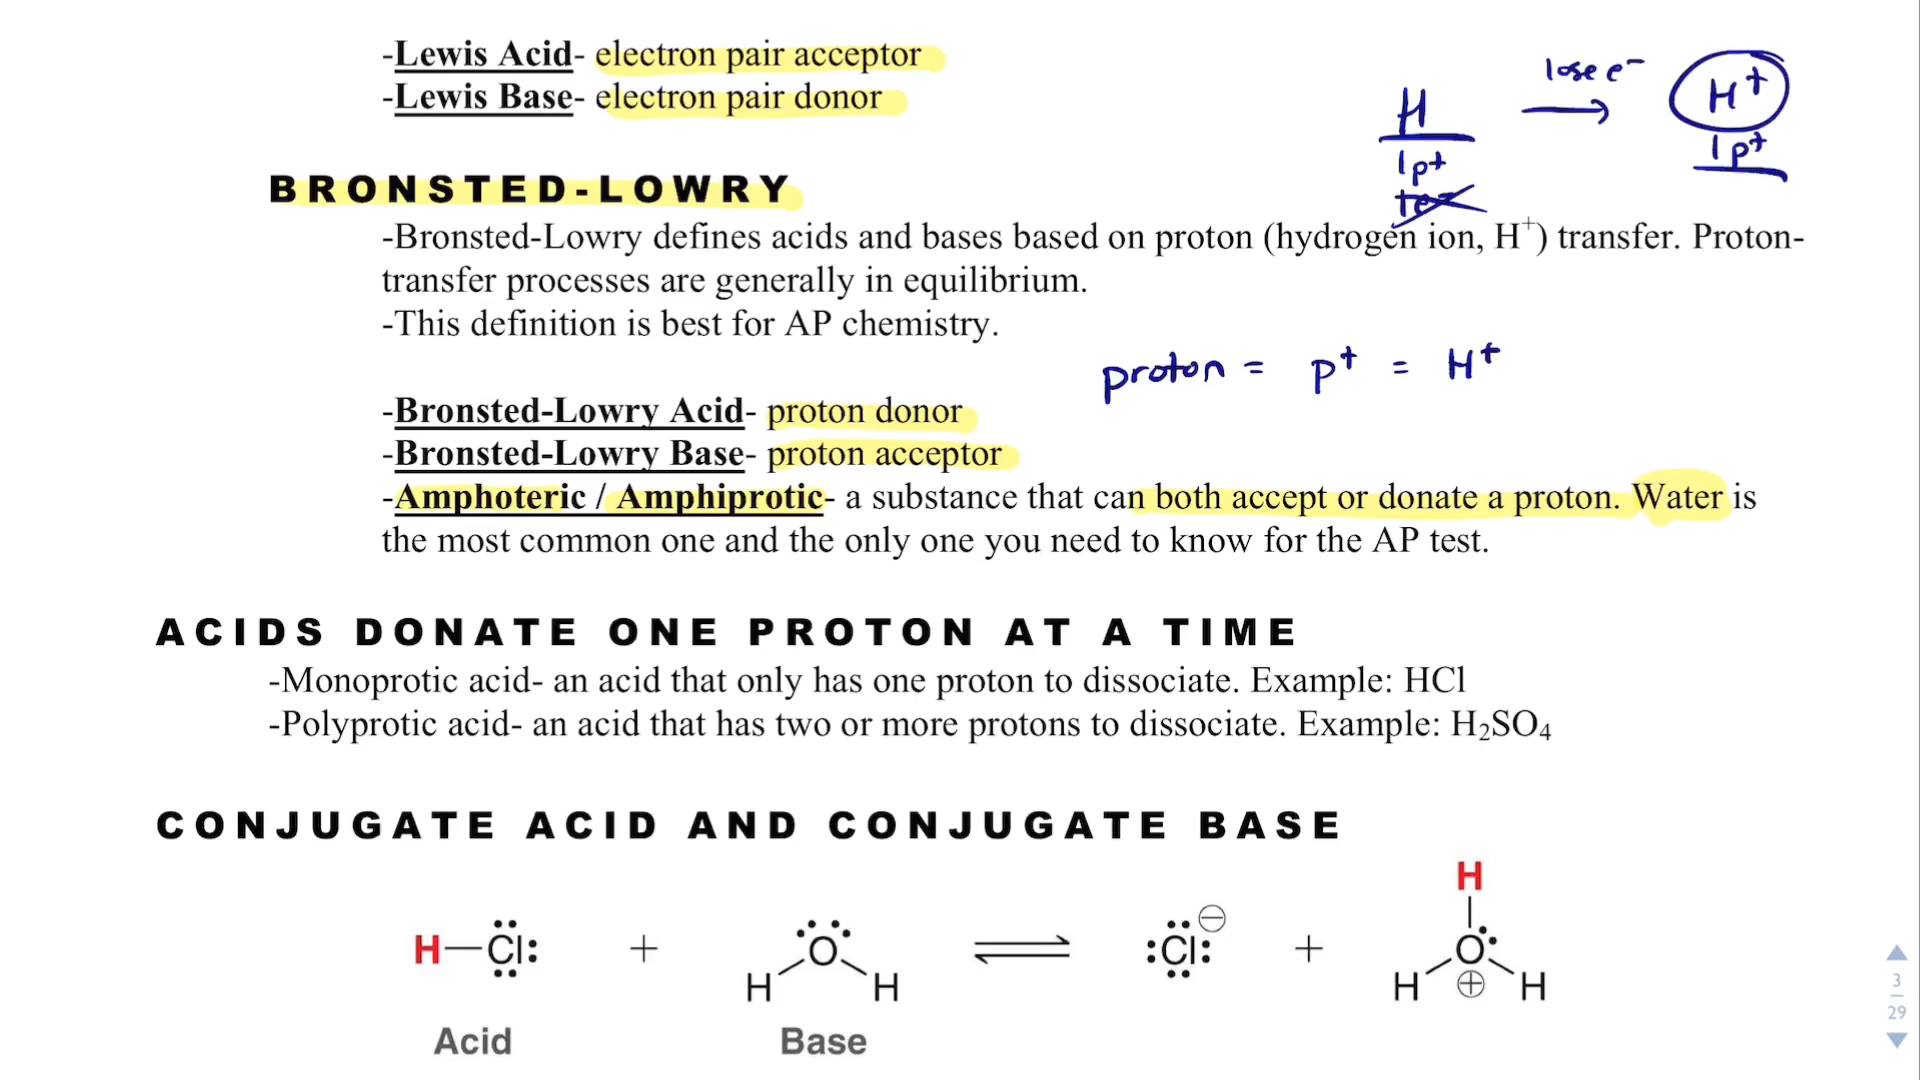 -Lewis Acid- electron pair acceptor
-Lewis Base- electron pair donor
H
1p⁺
lose e⁻
H⁺
1p⁺
BRONSTED-LOWRY
-Bronsted-Lowry defines acids and bases based on proton (hydrogen ion, H⁺) transfer. Proton-
transfer processes are generally in equilibrium.
-This definition is best for AP chemistry.
proton = p⁺ = H⁺
-Bronsted-Lowry Acid- proton donor
-Bronsted-Lowry Base- proton acceptor
-Amphoteric / Amphiprotic- a substance that can both accept or donate a proton. Water is
the most common one and the only one you need to know for the AP test.
ACIDS DONATE ONE PROTON AT A TIME
-Monoprotic acid- an acid that only has one proton to dissociate. Example: HCl
-Polyprotic acid- an acid that has two or more protons to dissociate. Example: H₂SO₄
CONJUGATE ACID AND CONJUGATE BASE
H
H—Cl: + O ⇌ :Cl: ⊖ + O
H H H ⊕ H
Acid Base
3
29